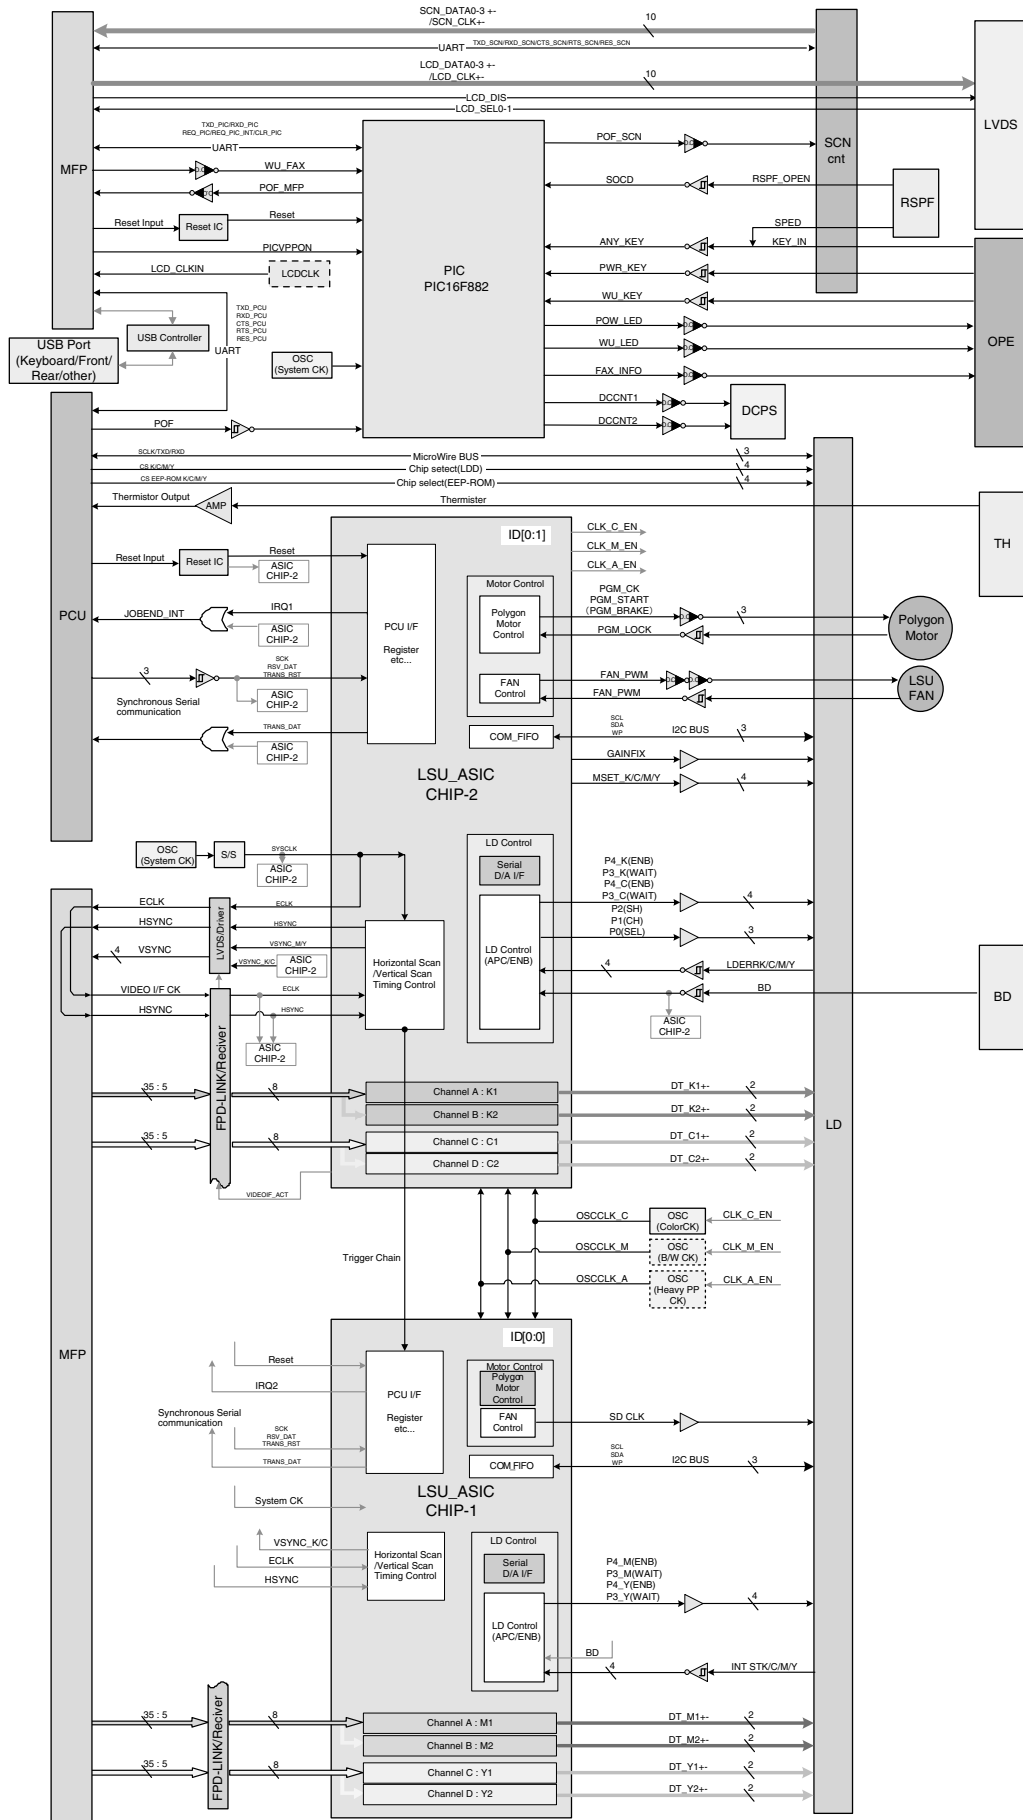 SCN_DATA0-3 +-
/SCN_CLK+-
10
UART
TXD_SCN/RXD_SCN/CTS_SCN/RTS_SCN/RES_SCN
LCD_DATA0-3 +-
/LCD_CLK+-
10
LCD_DIS
LCD_SEL0-1
LVDS
MFP
SCN
cnt
TXD_PIC/RXD_PIC
REQ_PIC/REQ_PIC_INT/CLR_PIC
UART
WU_FAX
POF_MFP
Reset Input
Reset IC
Reset
PICVPPON
LCD_CLKIN
LCDCLK
PIC
PIC16F882
POF_SCN
SOCD
RSPF_OPEN
RSPF
SPED
ANY_KEY
KEY_IN
PWR_KEY
WU_KEY
POW_LED
WU_LED
FAX_INFO
OPE
DCCNT1
DCCNT2
DCPS
TXD_PCU
RXD_PCU
CTS_PCU
RTS_PCU
RES_PCU
UART
USB Controller
USB Port
(Keyboard/Front/
Rear/other)
OSC
(System CK)
POF
SCLK/TXD/RXD
MicroWire BUS
3
CS K/C/M/Y
Chip select(LDD)
4
CS EEP-ROM K/C/M/Y
Chip select(EEP-ROM)
4
Thermistor Output
AMP
Thermister
TH
PCU
ID[0:1]
CLK_C_EN
CLK_M_EN
CLK_A_EN
Reset Input
Reset IC
Reset
ASIC
CHIP-2
JOBEND_INT
IRQ1
ASIC
CHIP-2
PCU I/F
Register
etc...
Motor Control
Polygon
Motor
Control
PGM_CK
PGM_START
(PGM_BRAKE)
3
PGM_LOCK
Polygon
Motor
3
SCK
RSV_DAT
TRANS_RST
ASIC
CHIP-2
Synchronous Serial
communication
FAN
Control
FAN_PWM
FAN_PWM
LSU
FAN
TRANS_DAT
ASIC
CHIP-2
COM_FIFO
SCL
SDA
WP
I2C BUS
3
GAINFIX
MSET_K/C/M/Y
4
LSU_ASIC
CHIP-2
OSC
(System CK)
S/S
SYSCLK
ASIC
CHIP-2
LD Control
Serial
D/A I/F
P4_K(ENB)
P3_K(WAIT)
P4_C(ENB)
P3_C(WAIT)
4
P2(SH)
P1(CH)
P0(SEL)
3
LD Control
(APC/ENB)
4
LDERRK/C/M/Y
BD
ASIC
CHIP-2
BD
ECLK
HSYNC
4
VSYNC
LVDS/Driver
ECLK
HSYNC
VSYNC_M/Y
VSYNC_K/C
ASIC
CHIP-2
Horizontal Scan
/Vertical Scan
Timing Control
VIDEO I/F CK
HSYNC
ECLK
HSYNC
ASIC
CHIP-2
FPD-LINK/Reciver
35 : 5
8
35 : 5
8
Channel A : K1
Channel B : K2
Channel C : C1
Channel D : C2
DT_K1+-
2
DT_K2+-
2
DT_C1+-
2
DT_C2+-
2
LD
VIDEOIF_ACT
OSCCLK_C
OSC
(ColorCK)
CLK_C_EN
OSCCLK_M
OSC
(B/W CK)
CLK_M_EN
OSCCLK_A
OSC
(Heavy PP
CK)
CLK_A_EN
Trigger Chain
MFP
ID[0:0]
Reset
IRQ2
Synchronous Serial
communication
SCK
RSV_DAT
TRANS_RST
TRANS_DAT
PCU I/F
Register
etc...
Motor Control
Polygon
Motor
Control
FAN
Control
SD CLK
COM_FIFO
SCL
SDA
WP
I2C BUS
3
LSU_ASIC
CHIP-1
System CK
VSYNC_K/C
ECLK
HSYNC
Horizontal Scan
/Vertical Scan
Timing Control
LD Control
Serial
D/A I/F
LD Control
(APC/ENB)
P4_M(ENB)
P3_M(WAIT)
P4_Y(ENB)
P3_Y(WAIT)
4
BD
4
INT STK/C/M/Y
FPD-LINK/Reciver
35 : 5
8
35 : 5
8
Channel A : M1
Channel B : M2
Channel C : Y1
Channel D : Y2
DT_M1+-
2
DT_M2+-
2
DT_Y1+-
2
DT_Y2+-
2